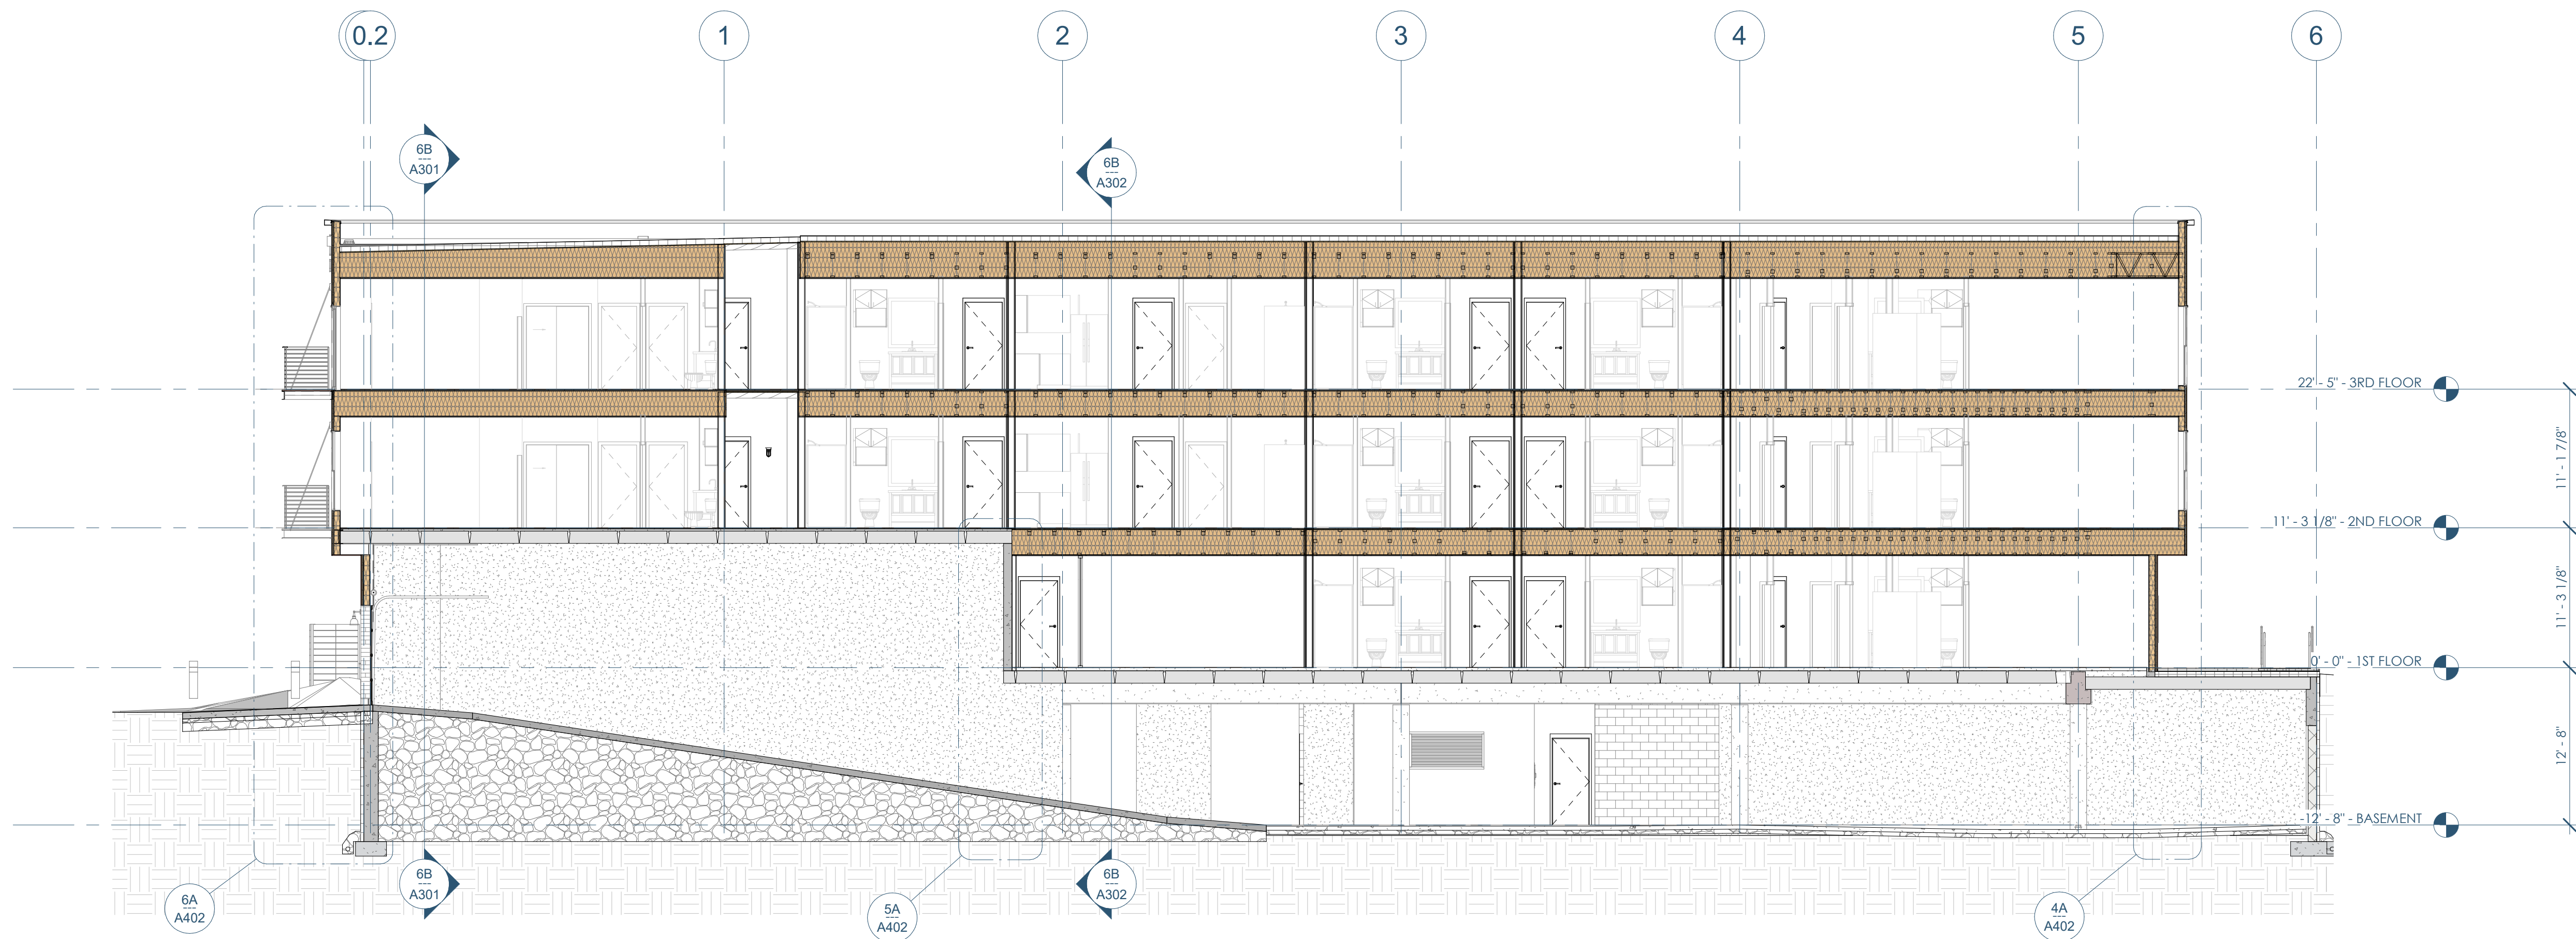 0.2
1
2
3
4
5
6
6B
---
A301
6B
---
A302
22' - 5" - 3RD FLOOR
11' - 1 7/8"
11' - 3 1/8" - 2ND FLOOR
11' - 3 1/8"
0' - 0" - 1ST FLOOR
12' - 8"
-12' - 8" - BASEMENT
6A
---
A402
6B
---
A301
5A
---
A402
6B
---
A302
4A
---
A402